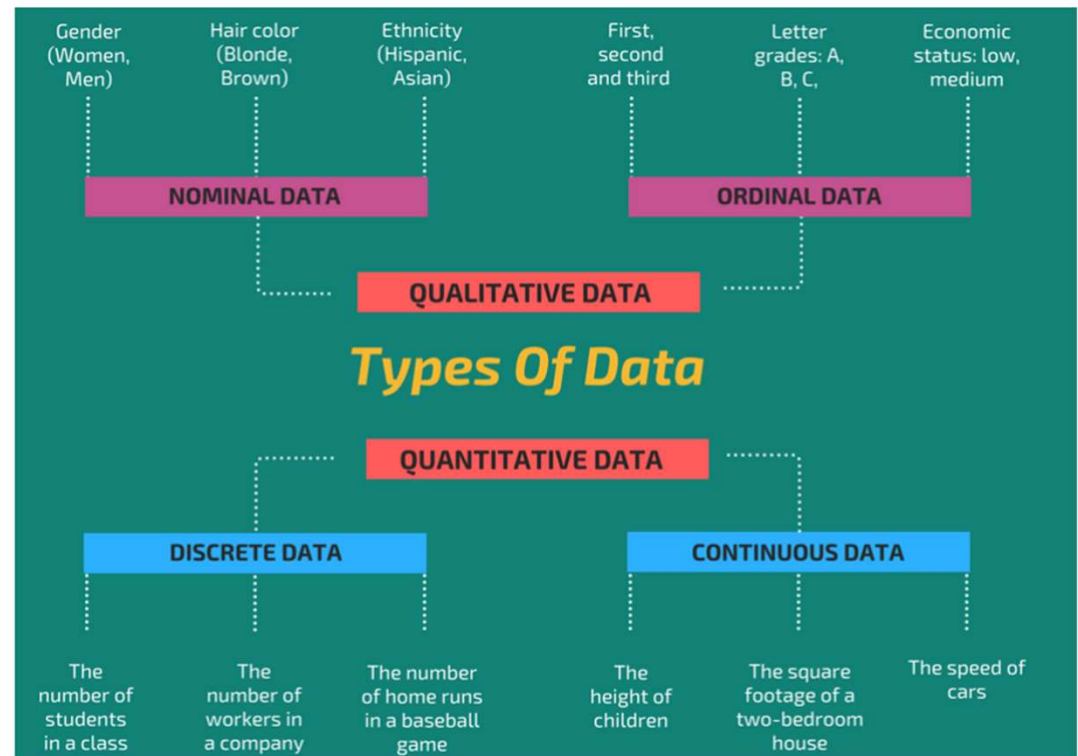 Gender
(Women,
Men)
Hair color
(Blonde,
Brown)
Ethnicity
(Hispanic,
Asian)
First,
second
and third
Letter
grades: A,
B, C,
Economic
status: low,
medium
NOMINAL DATA
ORDINAL DATA
QUALITATIVE DATA
Types Of Data
QUANTITATIVE DATA
DISCRETE DATA
CONTINUOUS DATA
The
number of
students
in a class
The
number of
workers in
a company
The number
of home runs
in a baseball
game
The
height of
children
The square
footage of a
two-bedroom
house
The speed of
cars